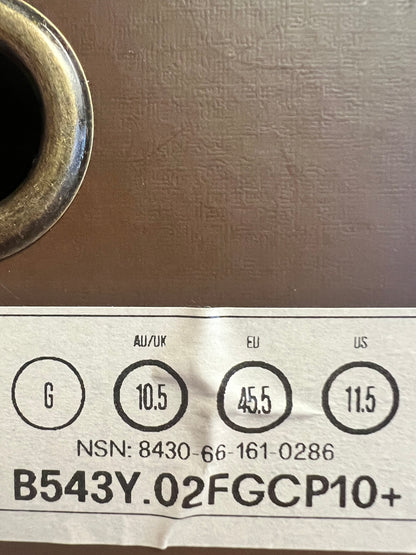 AU/UK EU US
G 10.5 45.5 11.5
NSN: 8430-66-161-0286
B543Y.02FGCP10+